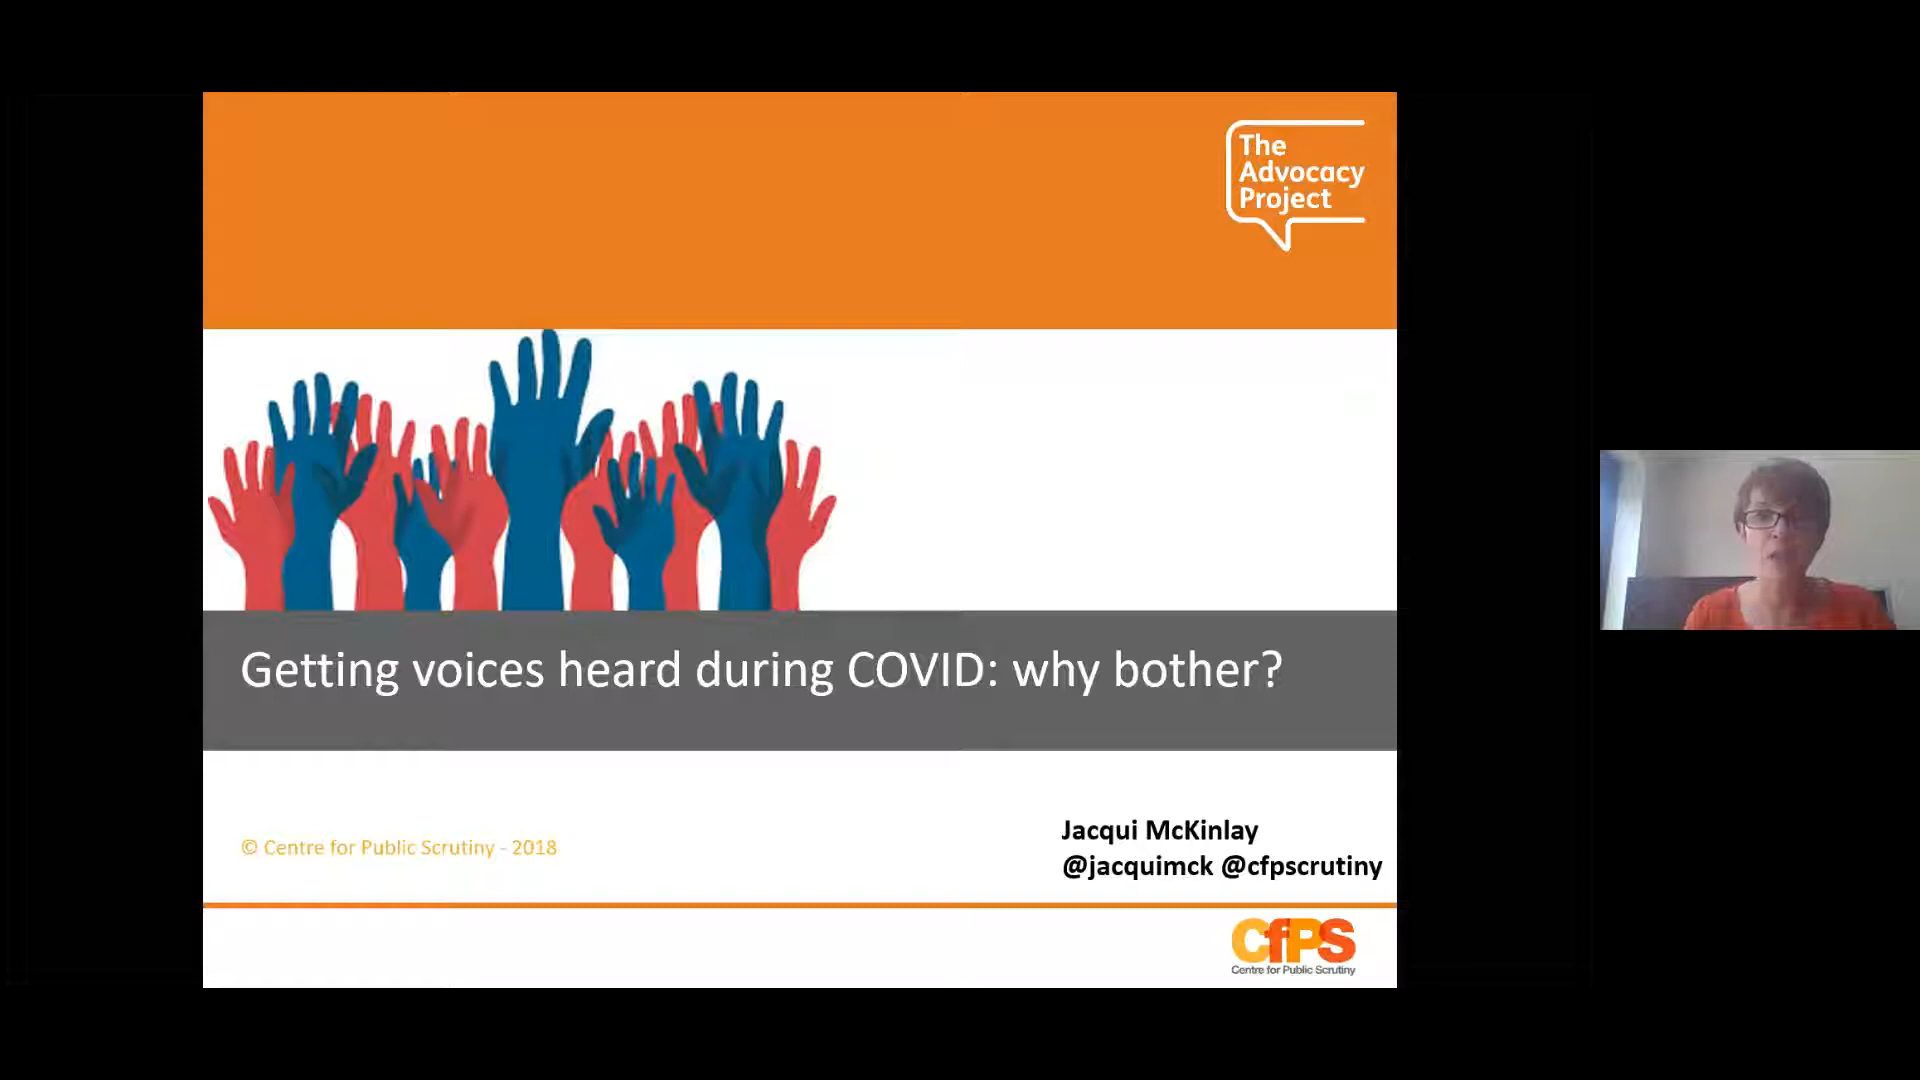 The
Advocacy
Project
Getting voices heard during COVID: why bother?
© Centre for Public Scrutiny - 2018
Jacqui McKinlay
@jacquimck @cfpscrutiny
CfPS
Centre for Public Scrutiny